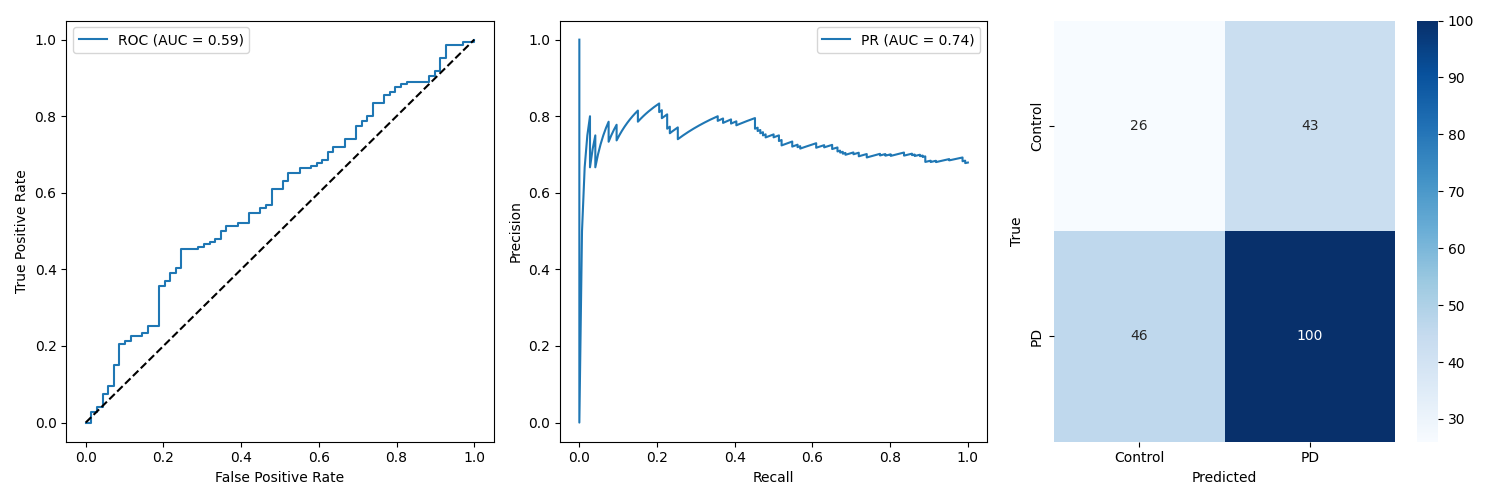 ROC (AUC = 0.59)
1.0
0.8
0.6
0.4
0.2
0.0
True Positive Rate
0.0 0.2 0.4 0.6 0.8 1.0
False Positive Rate
PR (AUC = 0.74)
1.0
0.8
0.6
0.4
0.2
0.0
Precision
0.0 0.2 0.4 0.6 0.8 1.0
Recall
True
Control
PD
26 43
46 100
Control PD
Predicted
100
90
80
70
60
50
40
30